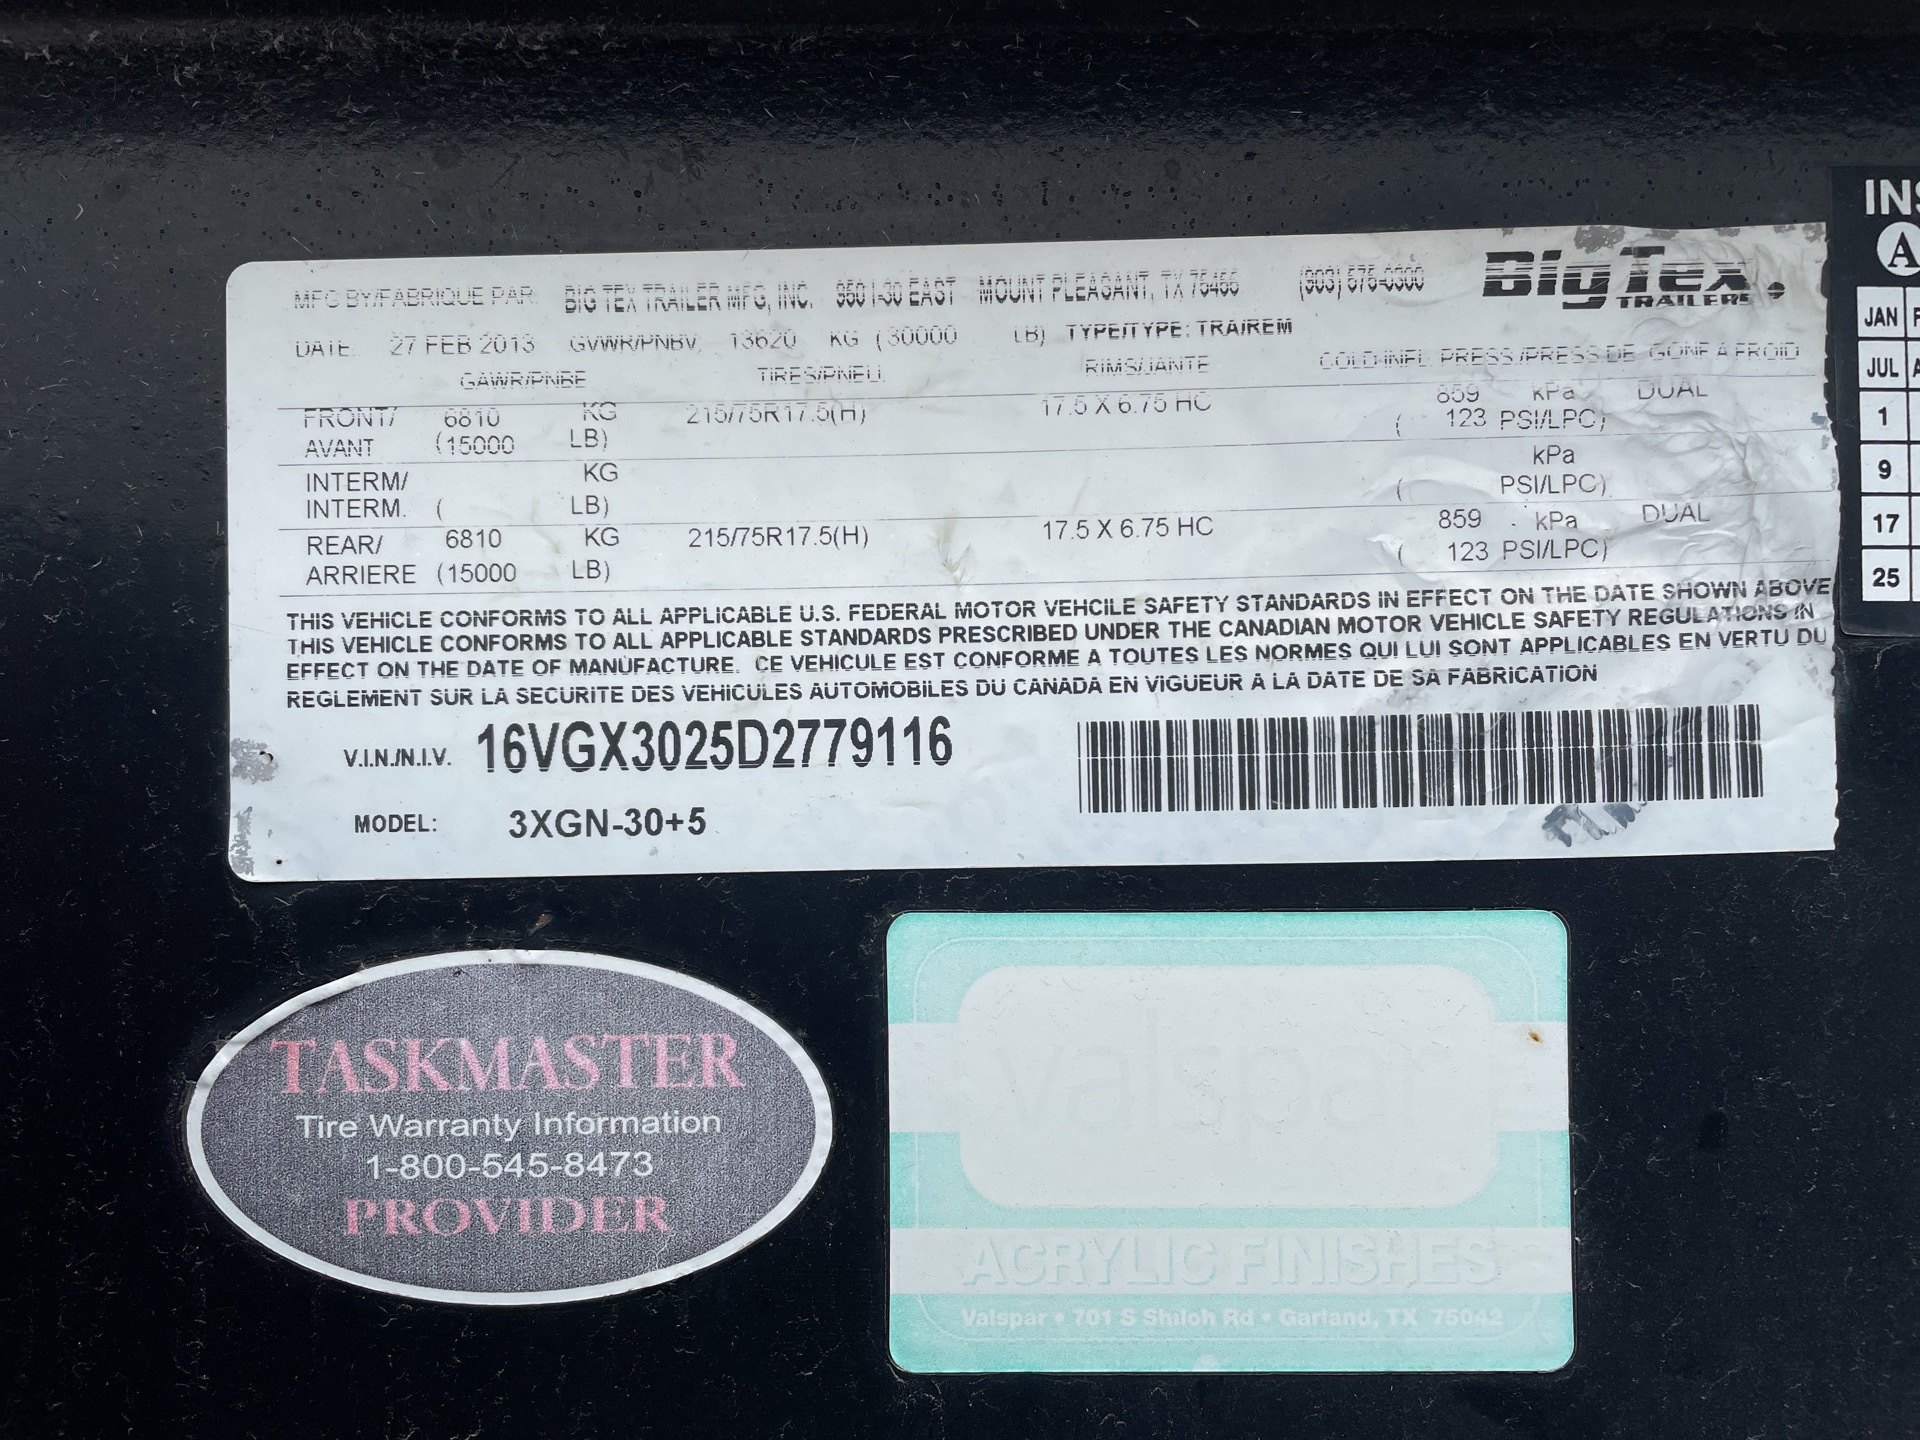 MFG BY/FABRIQUE PAR: BIG TEX TRAILER MFG, INC. 950 I-30 EAST MOUNT PLEASANT, TX 75455 (903) 575-0300 BigTex TRAILERS
DATE: 27 FEB 2013 GVWR/PNBV: 13620 KG (30000 LB) TYPE/TYPE: TRA/REM
GAWR/PNBE TIRES/PNEU RIMS/JANTE COLD INFL. PRESS./PRESS DE GONF A FROID
FRONT/ 6810 KG 215/75R17.5(H) 17.5 X 6.75 HC 859 kPa DUAL
AVANT (15000 LB) ( 123 PSI/LPC)
INTERM/ KG kPa
INTERM. ( LB) ( PSI/LPC)
REAR/ 6810 KG 215/75R17.5(H) 17.5 X 6.75 HC 859 kPa DUAL
ARRIERE (15000 LB) ( 123 PSI/LPC)
THIS VEHICLE CONFORMS TO ALL APPLICABLE U.S. FEDERAL MOTOR VEHCILE SAFETY STANDARDS IN EFFECT ON THE DATE SHOWN ABOVE
THIS VEHICLE CONFORMS TO ALL APPLICABLE STANDARDS PRESCRIBED UNDER THE CANADIAN MOTOR VEHICLE SAFETY REGULATIONS IN
EFFECT ON THE DATE OF MANUFACTURE. CE VEHICULE EST CONFORME A TOUTES LES NORMES QUI LUI SONT APPLICABLES EN VERTU DU
REGLEMENT SUR LA SECURITE DES VEHICULES AUTOMOBILES DU CANADA EN VIGUEUR A LA DATE DE SA FABRICATION
V.I.N./N.I.V. 16VGX3025D2779116
MODEL: 3XGN-30+5
INS
A
JAN F
JUL A
1
9
17
25
TASKMASTER
Tire Warranty Information
1-800-545-8473
PROVIDER
valspar
ACRYLIC FINISHES
Valspar • 701 S Shiloh Rd • Garland, TX 75042